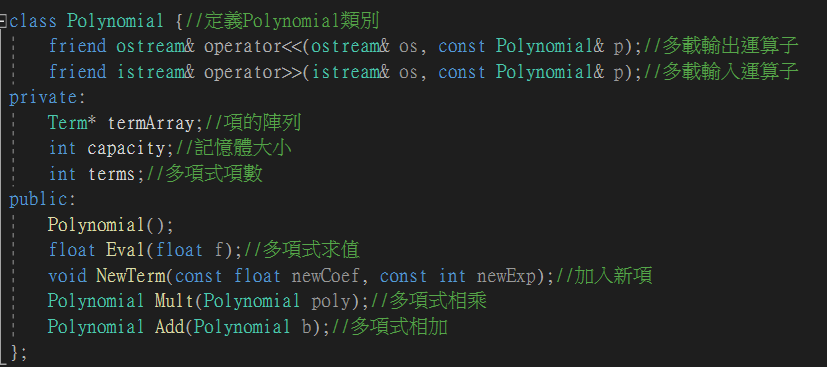 class Polynomial {//定義Polynomial類別
friend ostream& operator<<(ostream& os, const Polynomial& p);//多載輸出運算子
friend istream& operator>>(istream& os, const Polynomial& p);//多載輸入運算子
private:
Term* termArray;//項的陣列
int capacity;//記憶體大小
int terms;//多項式項數
public:
Polynomial();
float Eval(float f);//多項式求值
void NewTerm(const float newCoef, const int newExp);//加入新項
Polynomial Mult(Polynomial poly);//多項式相乘
Polynomial Add(Polynomial b);//多項式相加
};